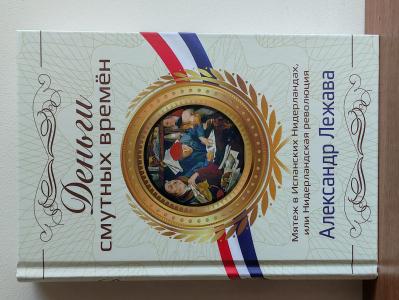 Деньги
смутных времён
Мятеж в Испанских Нидерландах,
или Нидерландская революция
Александр Лежава